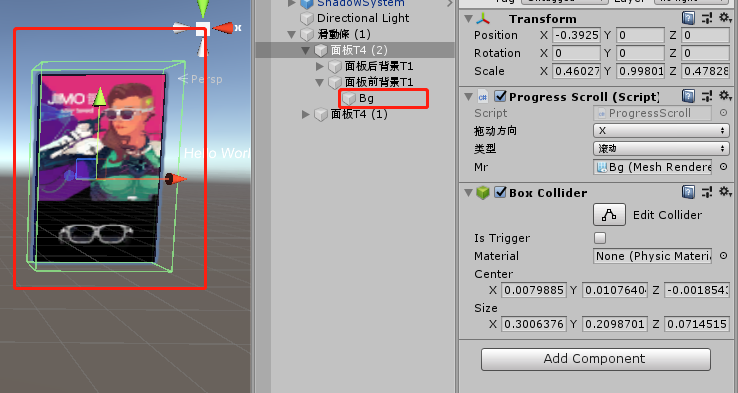 ShadowSystem
Directional Light
滑動條 (1)
面板T4 (2)
面板后背景T1
面板前背景T1
Bg
面板T4 (1)
Persp
x
JIMO
Hello Worl
Transform
Position X -0.3925 Y 0 Z 0
Rotation X 0 Y 0 Z 0
Scale X 0.46027 Y 0.99801 Z 0.47828
Progress Scroll (Script)
Script ProgressScroll
拖动方向 X
类型 滚动
Mr Bg (Mesh Rendere
Box Collider
Edit Collider
Is Trigger
Material None (Physic Materia
Center
X 0.0079885 Y 0.0107640 Z -0.001854
Size
X 0.3006376 Y 0.2098701 Z 0.0714515
Add Component